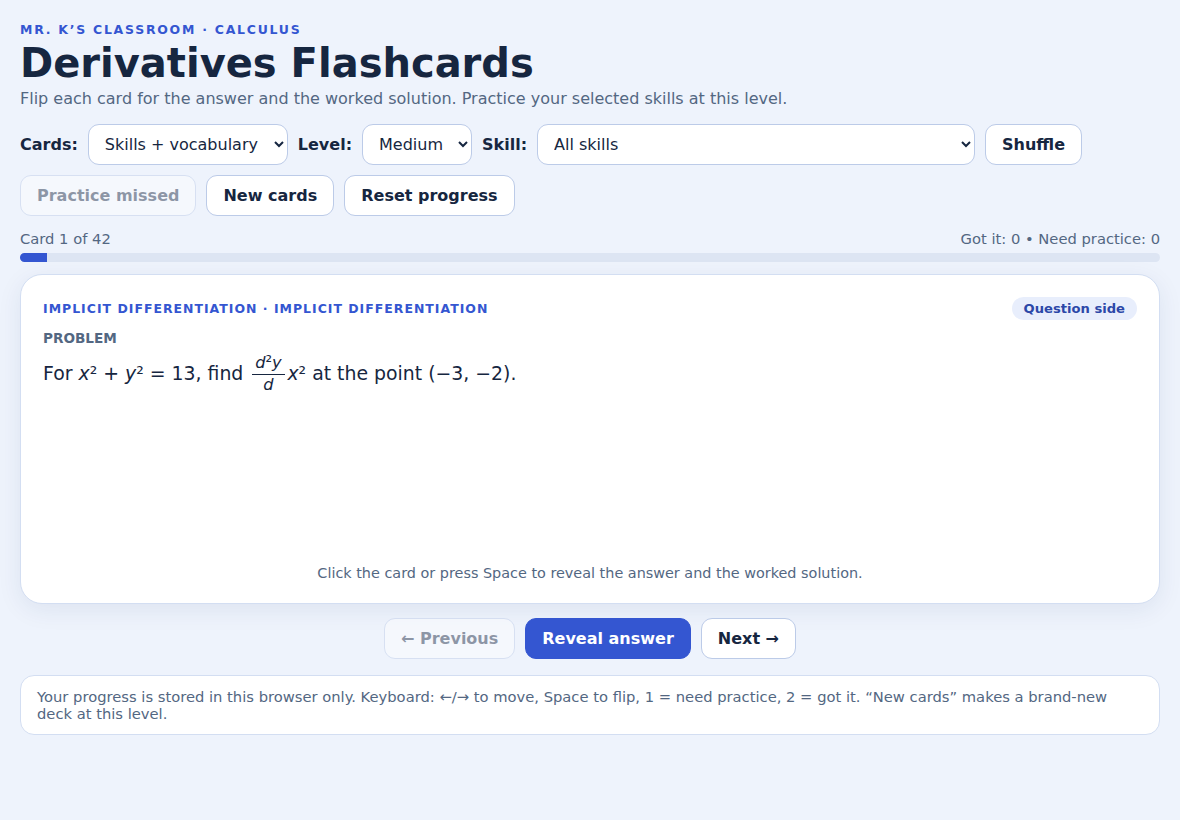 MR. K’S CLASSROOM · CALCULUS
Derivatives Flashcards
Flip each card for the answer and the worked solution. Practice your selected skills at this level.
Cards: Skills + vocabulary Level: Medium Skill: All skills Shuffle
Practice missed New cards Reset progress
Card 1 of 42 Got it: 0 • Need practice: 0
IMPLICIT DIFFERENTIATION · IMPLICIT DIFFERENTIATION Question side
PROBLEM
For x² + y² = 13, find d²y/d x² at the point (−3, −2).
Click the card or press Space to reveal the answer and the worked solution.
← Previous Reveal answer Next →
Your progress is stored in this browser only. Keyboard: ←/→ to move, Space to flip, 1 = need practice, 2 = got it. “New cards” makes a brand-new
deck at this level.